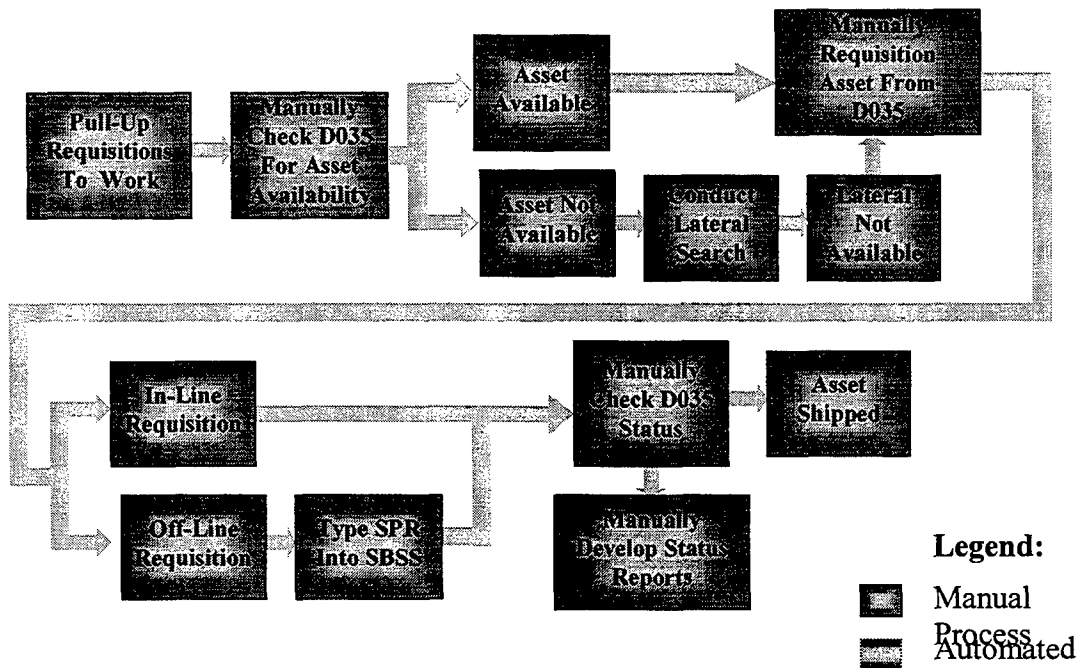 Pull-Up
Requisitions
To Work
Manually
Check D035
For Asset
Availability
Asset
Available
Manually
Requisition
Asset From
D035
Asset Not
Available
Conduct
Lateral
Search
Lateral
Not
Available
In-Line
Requisition
Manually
Check D035
Status
Asset
Shipped
Off-Line
Requisition
Type SPR
Into SBSS
Manually
Develop Status
Reports
Legend:
Manual
Process
Automated